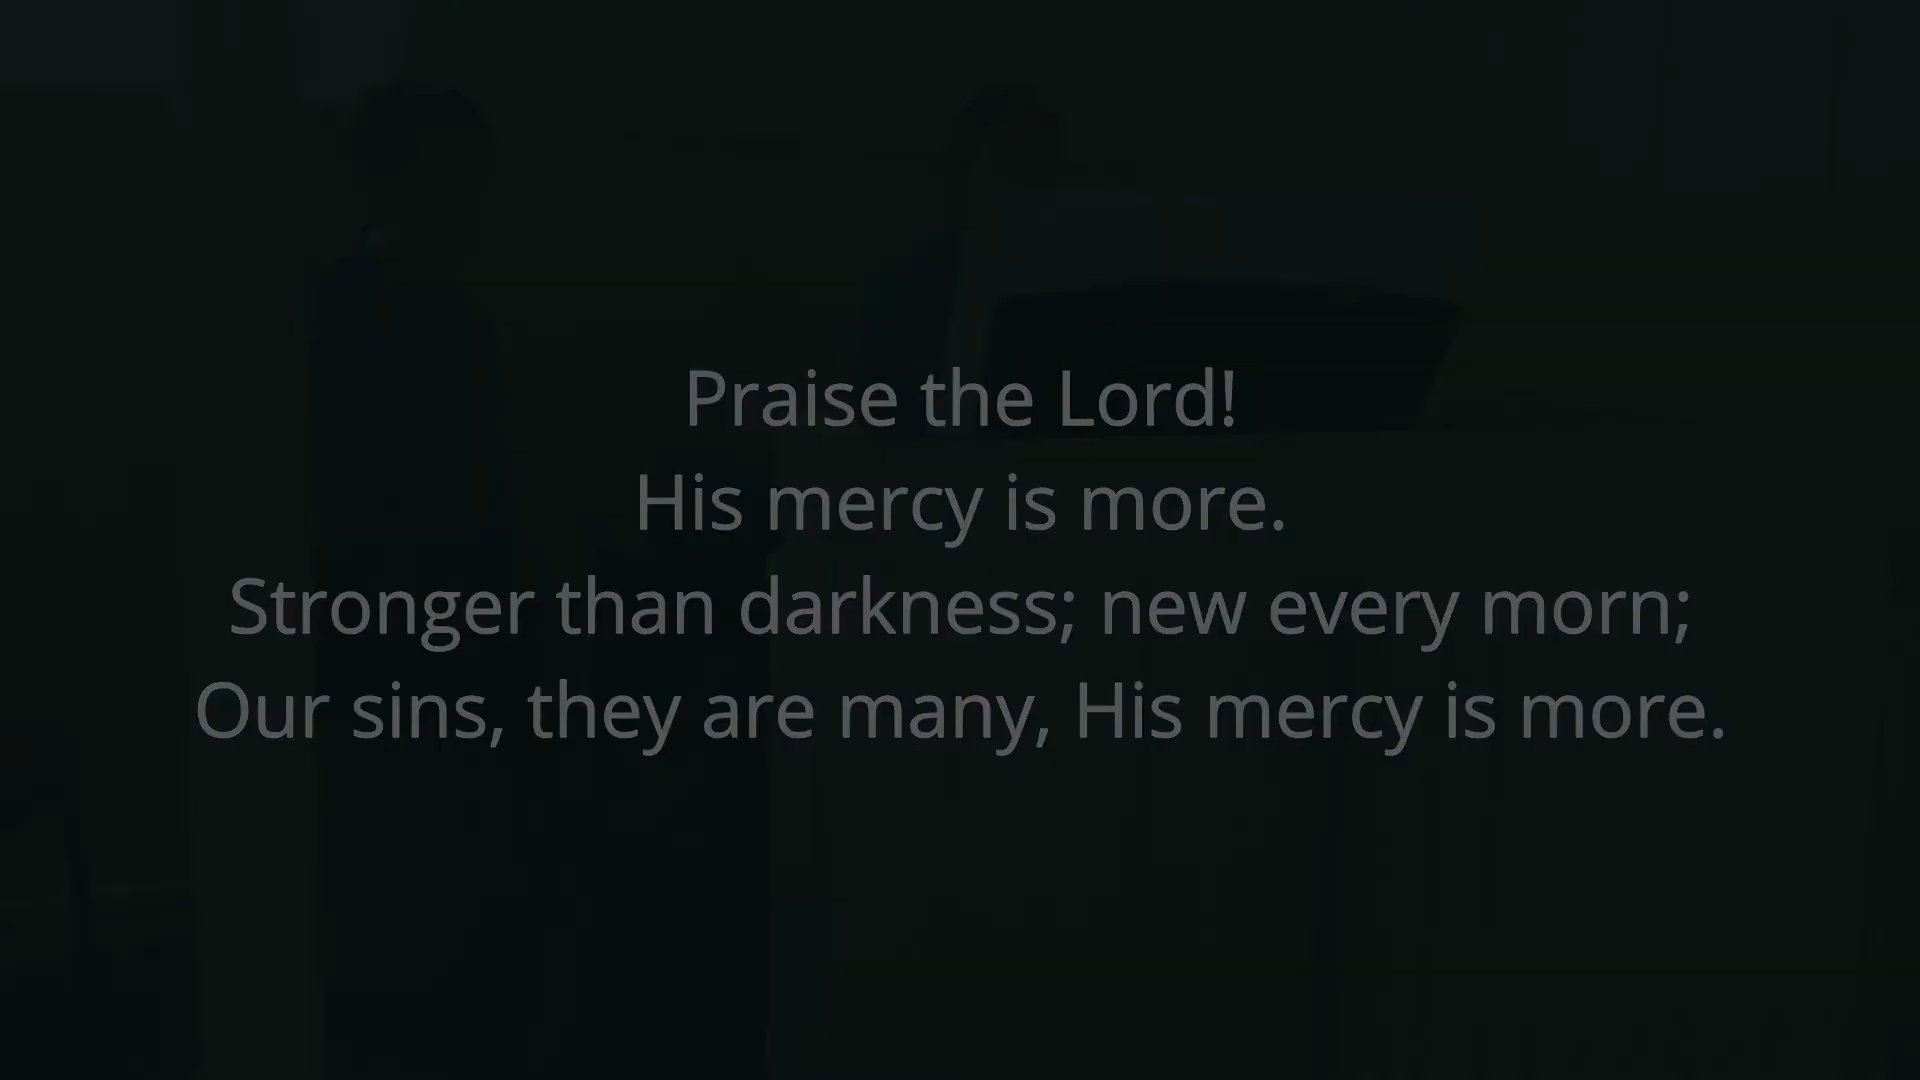 Praise the Lord!
His mercy is more.
Stronger than darkness; new every morn;
Our sins, they are many, His mercy is more.